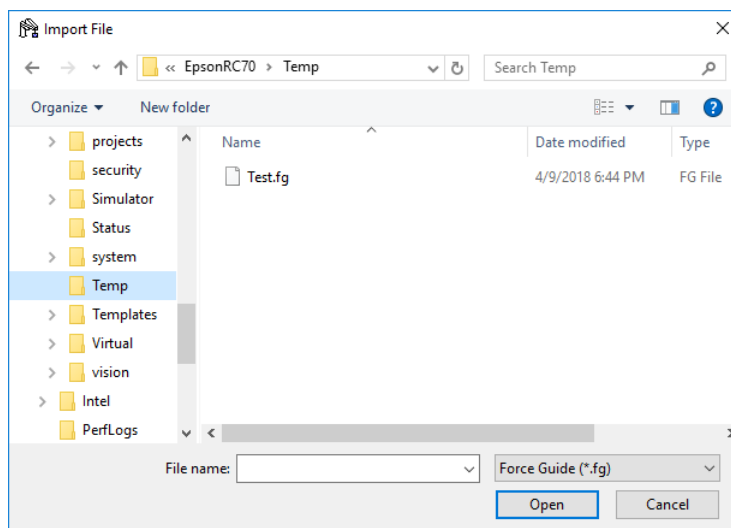 Import File
« EpsonRC70 > Temp
Search Temp
Organize
New folder
Name
Date modified
Type
projects
security
Simulator
Status
system
Temp
Templates
Virtual
vision
Intel
PerfLogs
Test.fg
4/9/2018 6:44 PM
FG File
File name:
Force Guide (*.fg)
Open
Cancel